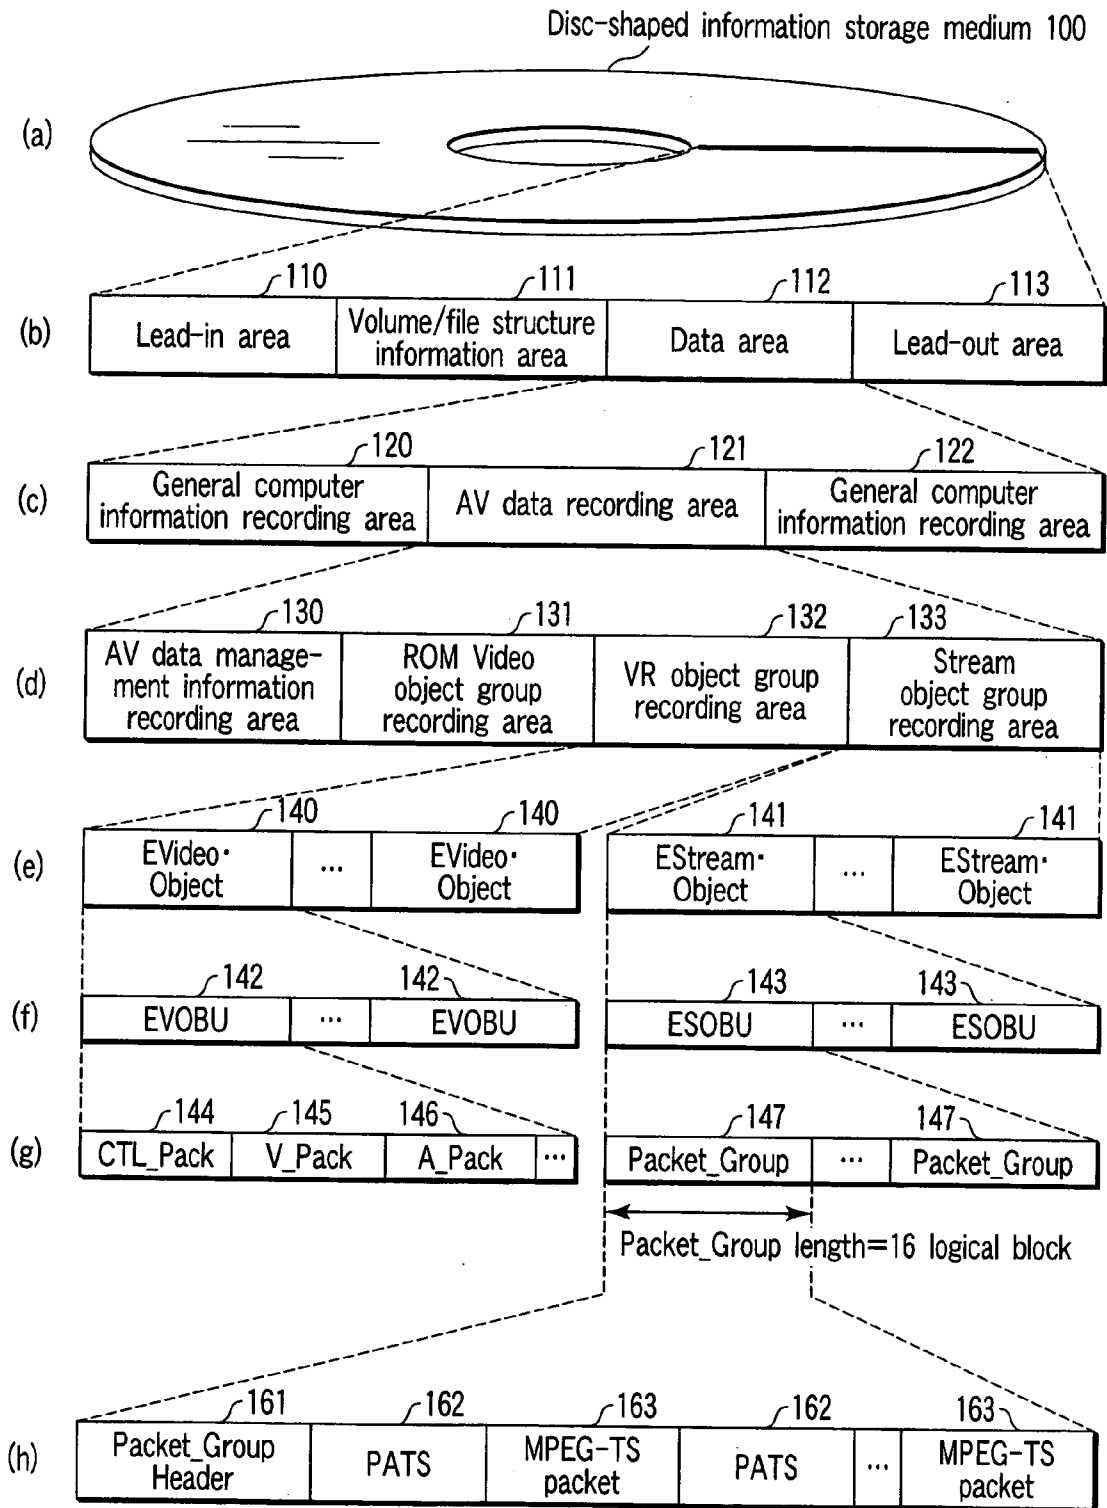 Disc-shaped information storage medium 100
(a)
110 111 112 113
(b)
Lead-in area
Volume/file structure
information area
Data area
Lead-out area
120 121 122
(c)
General computer
information recording area
AV data recording area
General computer
information recording area
130 131 132 133
(d)
AV data manage-
ment information
recording area
ROM Video
object group
recording area
VR object group
recording area
Stream
object group
recording area
140 140 141 141
(e)
EVideo·
Object
...
EVideo·
Object
EStream·
Object
...
EStream·
Object
142 142 143 143
(f)
EVOBU ... EVOBU ESOBU ... ESOBU
144 145 146 147 147
(g)
CTL_Pack V_Pack A_Pack ... Packet_Group ... Packet_Group
Packet_Group length=16 logical block
161 162 163 162 163
(h)
Packet_Group
Header
PATS
MPEG-TS
packet
PATS
...
MPEG-TS
packet